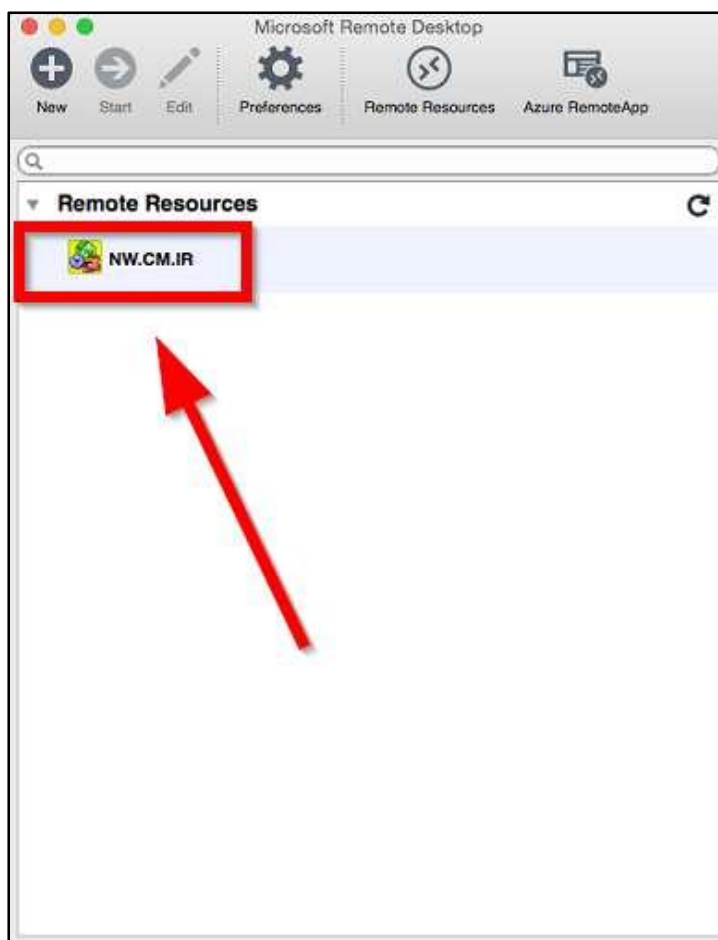 Microsoft Remote Desktop
New Start Edit Preferences Remote Resources Azure RemoteApp
Remote Resources
NW.CM.IR